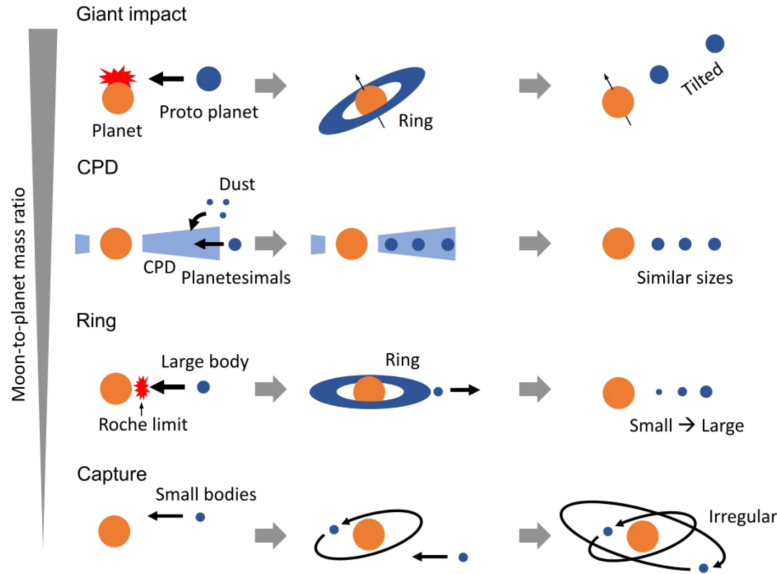 Giant impact
Planet
Proto planet
Ring
Tilted
CPD
Dust
CPD
Planetesimals
Similar sizes
Moon-to-planet mass ratio
Ring
Large body
Roche limit
Ring
Small → Large
Capture
Small bodies
Irregular